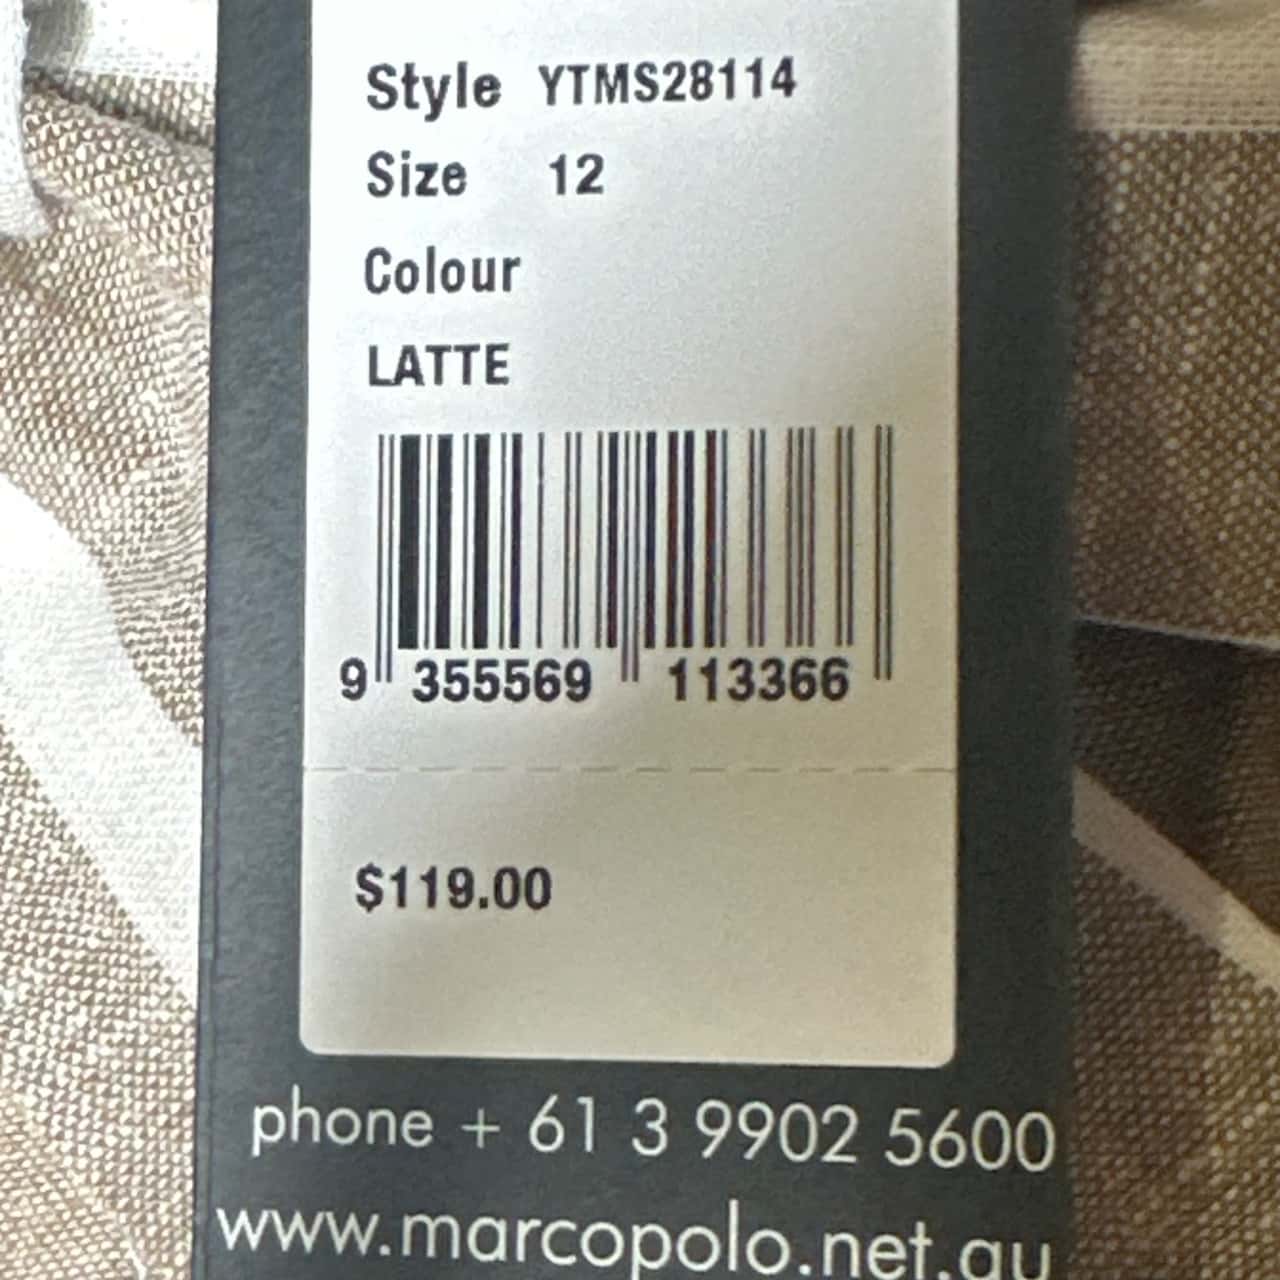 Style YTMS28114
Size 12
Colour
LATTE
9 355569 113366
$119.00
phone + 61 3 9902 5600
www.marcopolo.net.au